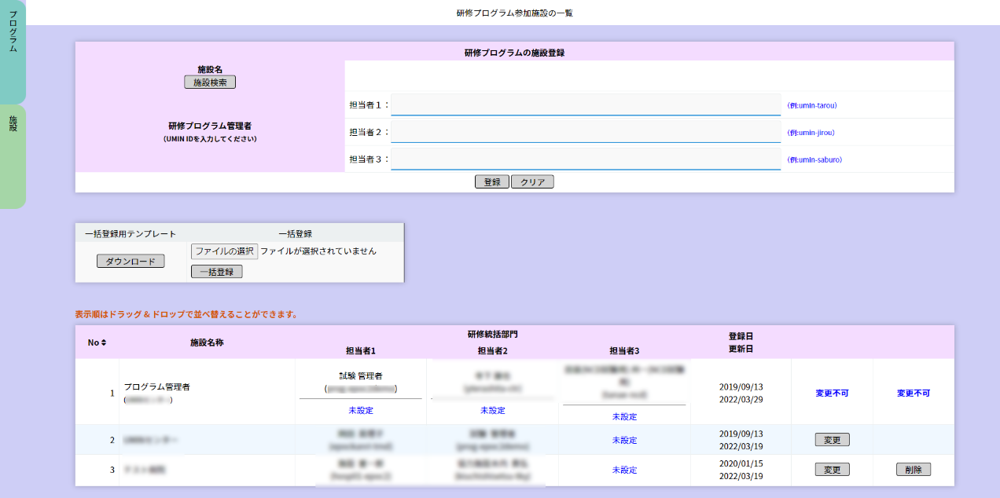 研修プログラム参加施設の一覧
プログラム
施設
研修プログラムの施設登録
施設名
施設検索
研修プログラム管理者
（UMIN IDを入力してください）
担当者１：
（例:umin-tarou）
担当者２：
（例:umin-jirou）
担当者３：
（例:umin-saburo）
登録 クリア
一括登録用テンプレート 一括登録
ダウンロード
ファイルの選択 ファイルが選択されていません
一括登録
表示順はドラッグ & ドロップで並べ替えることができます。
No 施設名称
研修統括部門
担当者1 担当者2 担当者3
登録日
更新日
1 プログラム管理者
試験 管理者
未設定 未設定 未設定
2019/09/13
2022/03/29
変更不可 変更不可
2
未設定
2019/09/13
2022/03/19
変更
3
未設定
2020/01/15
2022/03/19
変更 削除